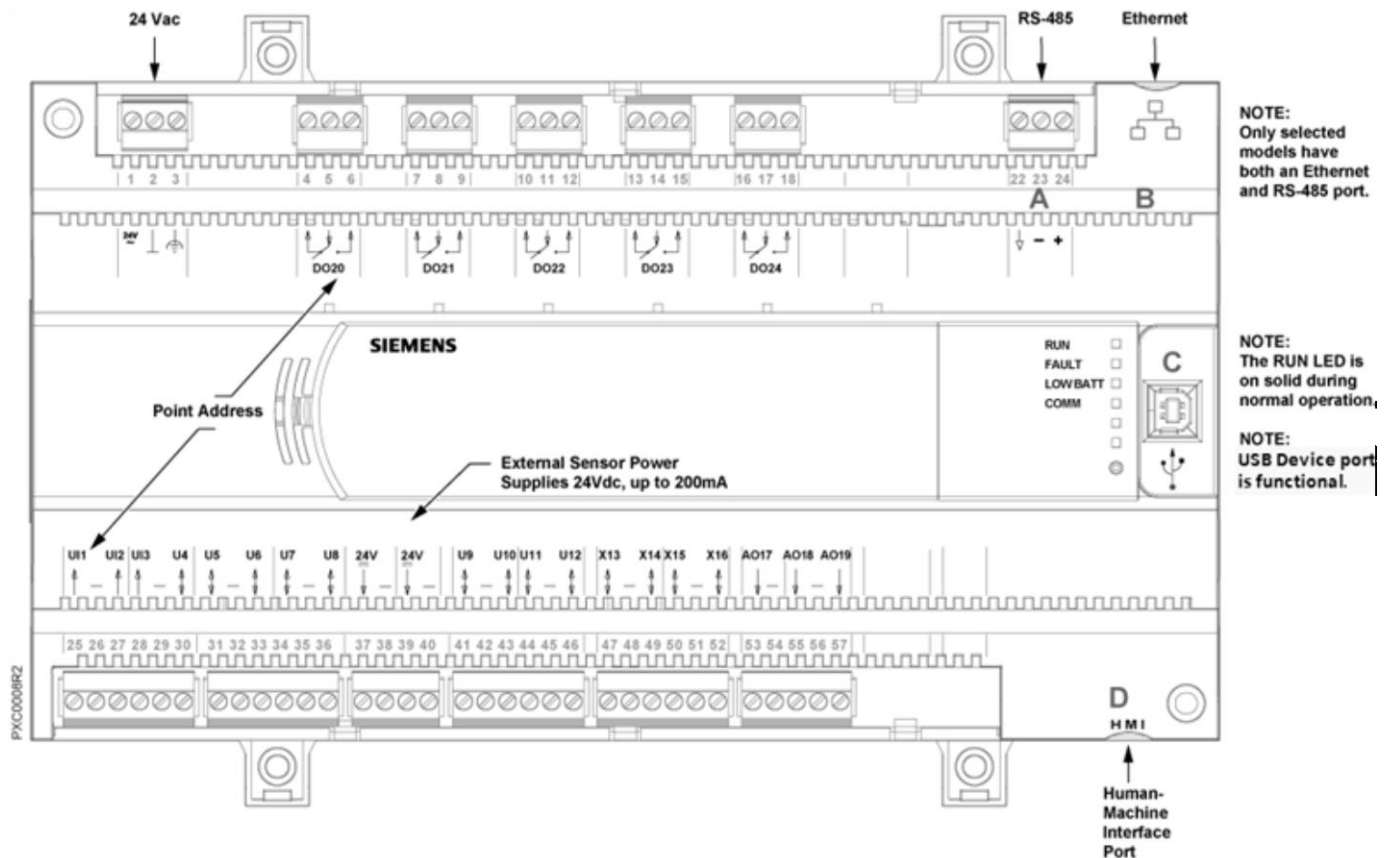 24 Vac
RS-485
Ethernet
NOTE:
Only selected
models have
both an Ethernet
and RS-485 port.
1 2 3 4 5 6 7 8 9 10 11 12 13 14 15 16 17 18 22 23 24
A B
24V
~
- +
DO20 DO21 DO22 DO23 DO24
SIEMENS
RUN
FAULT
LOW BATT
COMM
C
NOTE:
The RUN LED is
on solid during
normal operation.
NOTE:
USB Device port
is functional.
Point Address
External Sensor Power
Supplies 24Vdc, up to 200mA
UI1 UI2 UI3 U4 U5 U6 U7 U8 24V 24V U9 U10 U11 U12 X13 X14 X15 X16 AO17 AO18 AO19
25 26 27 28 29 30 31 32 33 34 35 36 37 38 39 40 41 42 43 44 45 46 47 48 49 50 51 52 53 54 55 56 57
PXC0008R2
D
HMI
Human-
Machine
Interface
Port